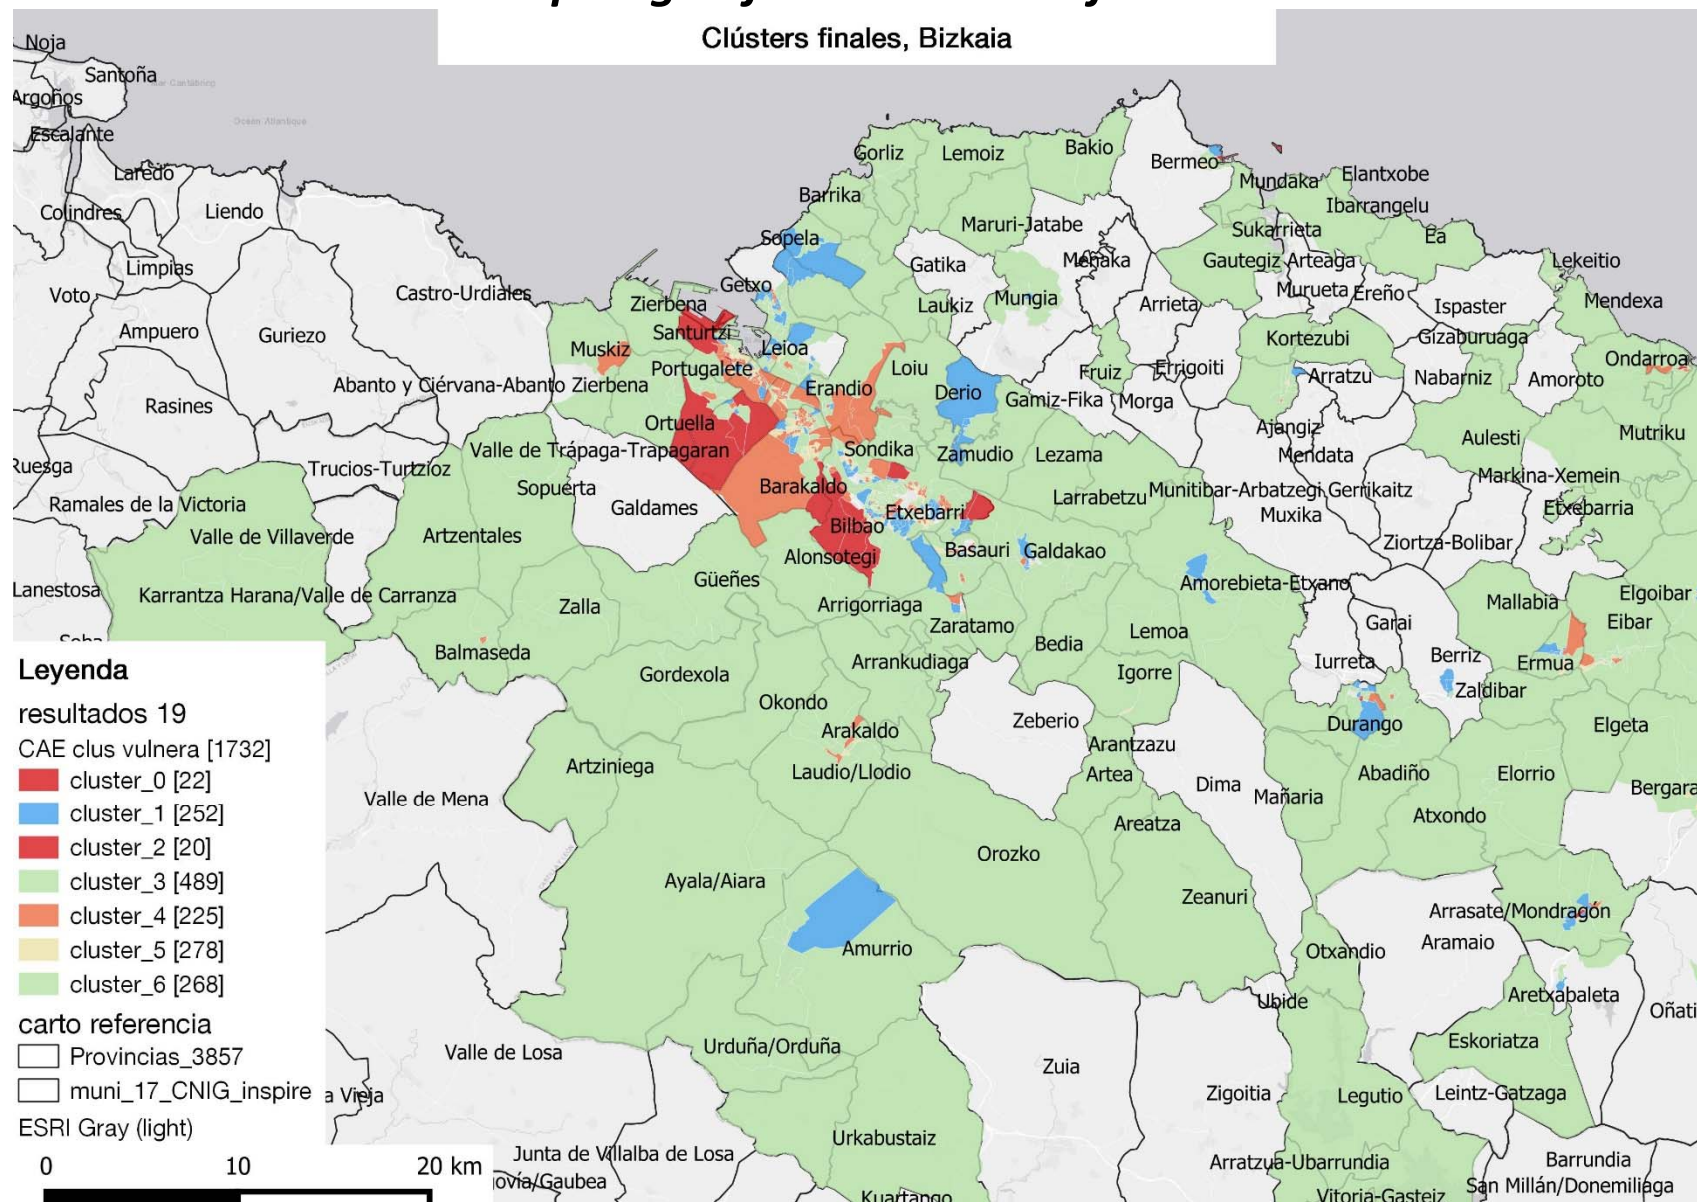 Clústers finales, Bizkaia
Noja
Santoña
Argoños
Escalante
Laredo
Colindres
Liendo
Limpias
Voto
Castro-Urdiales
Ampuero
Guriezo
Rasines
Ruesga
Ramales de la Victoria
Lanestosa
Gorliz
Lemoiz
Bakio
Bermeo
Mundaka
Elantxobe
Ibarrangelu
Barrika
Maruri-Jatabe
Sukarrieta
Ea
Sopela
Gatika
Meñaka
Gautegiz Arteaga
Lekeitio
Getxo
Laukiz
Mungia
Arrieta
Murueta
Ereño
Ispaster
Mendexa
Zierbena
Santurtzi
Leioa
Kortezubi
Gizaburuaga
Muskiz
Portugalete
Loiu
Fruiz
Errigoiti
Arratzu
Nabarniz
Amoroto
Ondarroa
Abanto y Ciérvana-Abanto Zierbena
Erandio
Derio
Gamiz-Fika
Morga
Ortuella
Ajangiz
Aulesti
Mutriku
Valle de Trápaga-Trapagaran
Sondika
Zamudio
Lezama
Mendata
Markina-Xemein
Trucios-Turtzioz
Sopuerta
Galdames
Barakaldo
Larrabetzu
Munitibar-Arbatzegi Gerrikaitz
Etxebarria
Valle de Villaverde
Artzentales
Bilbao
Etxebarri
Muxika
Ziortza-Bolibar
Alonsotegi
Basauri
Galdakao
Karrantza Harana/Valle de Carranza
Zalla
Güeñes
Arrigorriaga
Amorebieta-Etxano
Mallabia
Elgoibar
Zaratamo
Bedia
Lemoa
Garai
Eibar
Balmaseda
Gordexola
Arrankudiaga
Igorre
Iurreta
Berriz
Ermua
Okondo
Zeberio
Zaldibar
Arakaldo
Arantzazu
Durango
Elgeta
Artziniega
Laudio/Llodio
Artea
Dima
Mañaria
Abadiño
Elorrio
Bergara
Valle de Mena
Areatza
Atxondo
Ayala/Aiara
Orozko
Zeanuri
Arrasate/Mondragón
Amurrio
Otxandio
Aramaio
Ubide
Aretxabaleta
Oñati
Valle de Losa
Urduña/Orduña
Zuia
Eskoriatza
Zigoitia
Legutio
Leintz-Gatzaga
Urkabustaiz
Junta de Villalba de Losa
Arratzua-Ubarrundia
Barrundia
San Millán/Donemiliaga
Kuartango
Vitoria-Gasteiz
Leyenda
resultados 19
CAE clus vulnera [1732]
cluster_0 [22]
cluster_1 [252]
cluster_2 [20]
cluster_3 [489]
cluster_4 [225]
cluster_5 [278]
cluster_6 [268]
carto referencia
Provincias_3857
muni_17_CNIG_inspire
ESRI Gray (light)
0 10 20 km